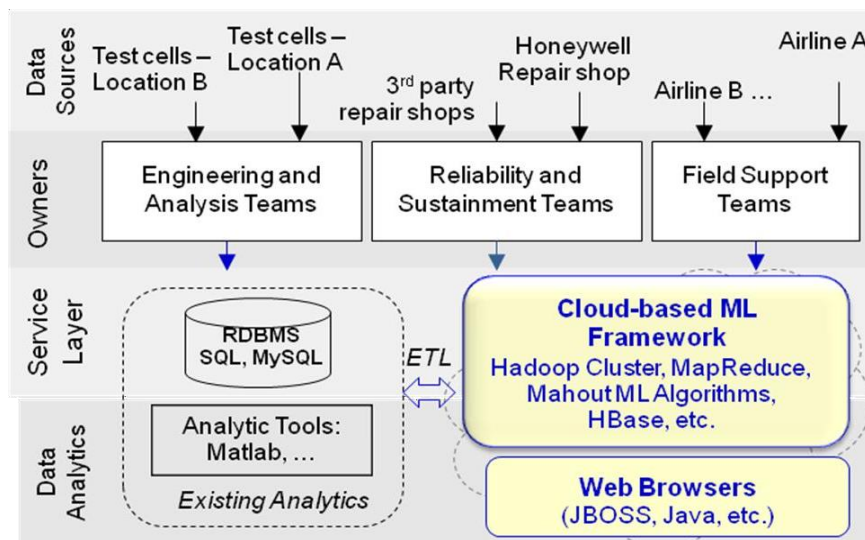 Data
Sources
Test cells –
Location B
Test cells –
Location A
3rd party
repair shops
Honeywell
Repair shop
Airline B ...
Airline A
Owners
Engineering and
Analysis Teams
Reliability and
Sustainment Teams
Field Support
Teams
Service
Layer
RDBMS
SQL, MySQL
ETL
Cloud-based ML
Framework
Hadoop Cluster, MapReduce,
Mahout ML Algorithms,
HBase, etc.
Data
Analytics
Analytic Tools:
Matlab, ...
Existing Analytics
Web Browsers
(JBOSS, Java, etc.)